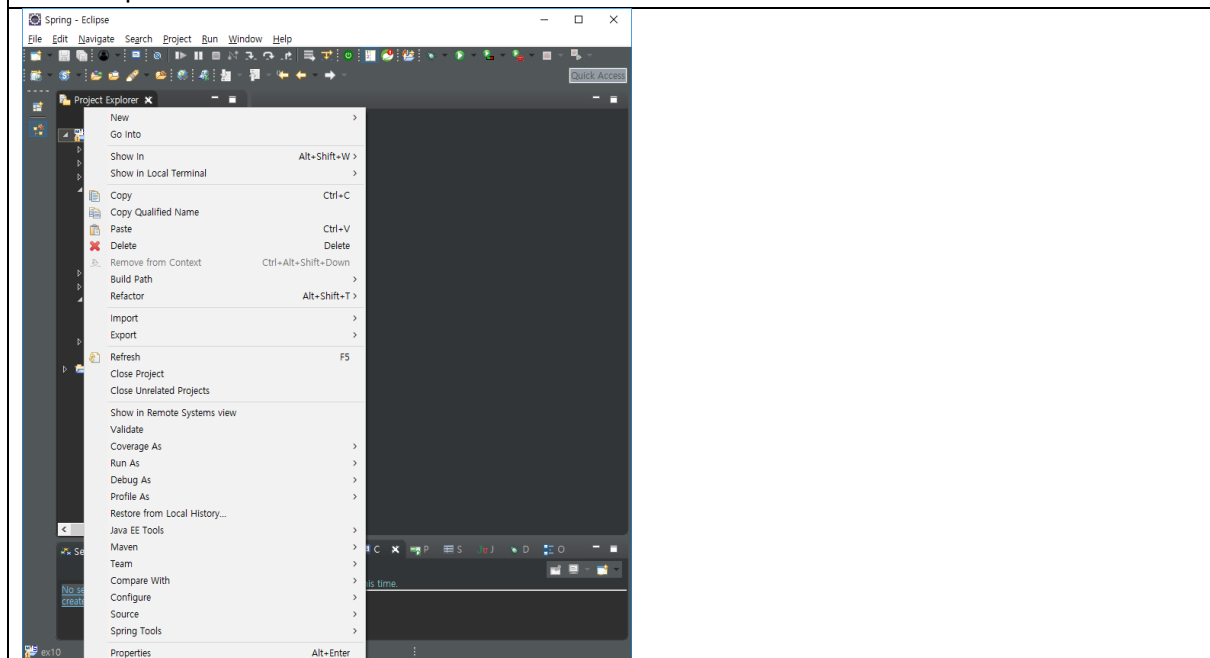 Spring - Eclipse
File Edit Navigate Search Project Run Window Help
Quick Access
Project Explorer
New
Go Into
Show In Alt+Shift+W >
Show in Local Terminal >
Copy Ctrl+C
Copy Qualified Name
Paste Ctrl+V
Delete Delete
Remove from Context Ctrl+Alt+Shift+Down
Build Path >
Refactor Alt+Shift+T >
Import >
Export >
Refresh F5
Close Project
Close Unrelated Projects
Show in Remote Systems view
Validate
Coverage As >
Run As >
Debug As >
Profile As >
Restore from Local History...
Java EE Tools >
Maven >
Team >
Compare With >
Configure >
Source >
Spring Tools >
Properties Alt+Enter
Se
C P S J D O
No se
create
is time.
ex10